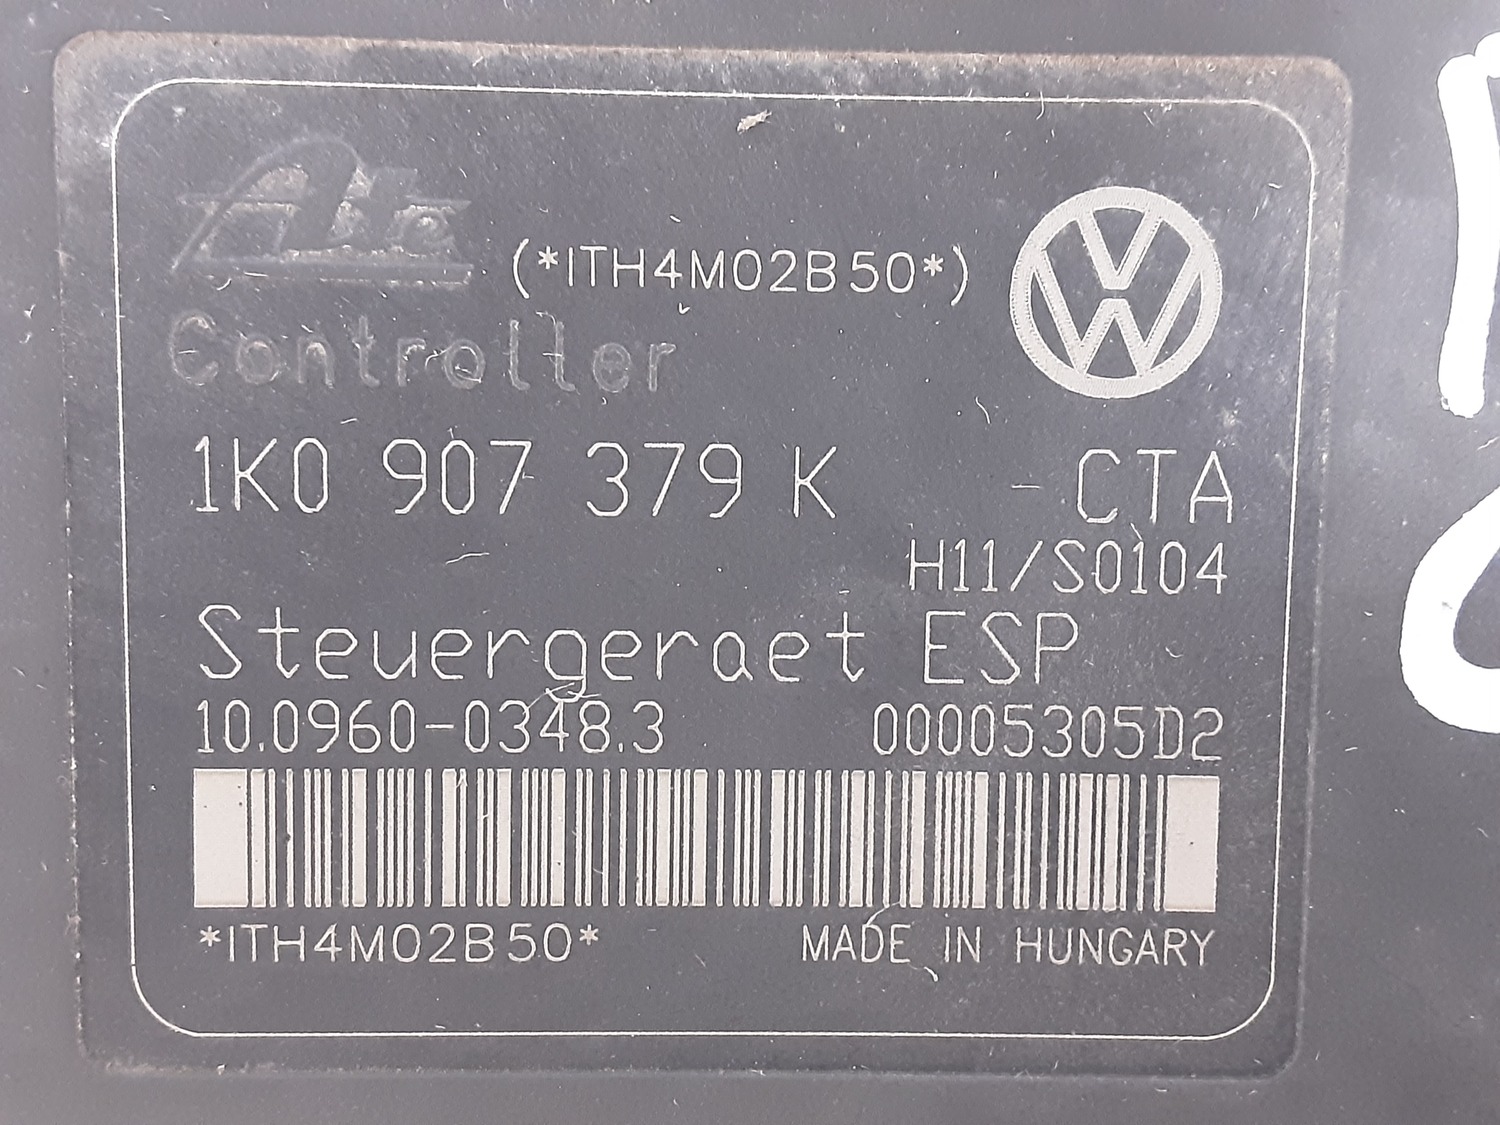 Ate
(*ITH4M02B50*)
Controller
1K0 907 379 K - CTA
H11/S0104
Steuergeraet ESP
10.0960-0348.3 00005305D2
*ITH4M02B50* MADE IN HUNGARY